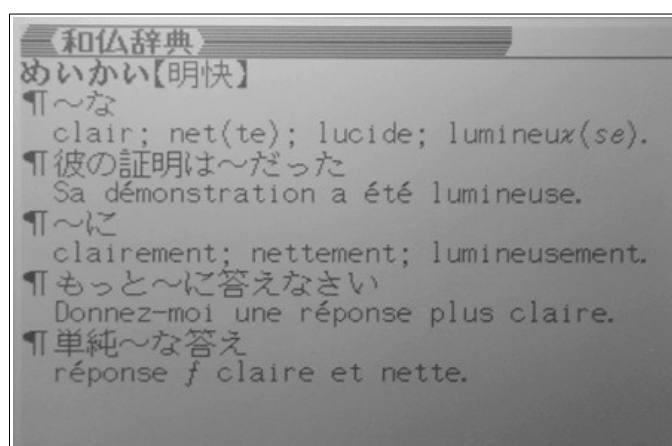 〈和仏辞典〉
めいかい【明快】
¶～な
clair; net(te); lucide; lumineux(se).
¶彼の証明は～だった
Sa démonstration a été lumineuse.
¶～に
clairement; nettement; lumineusement.
¶もっと～に答えなさい
Donnez-moi une réponse plus claire.
¶単純～な答え
réponse f claire et nette.